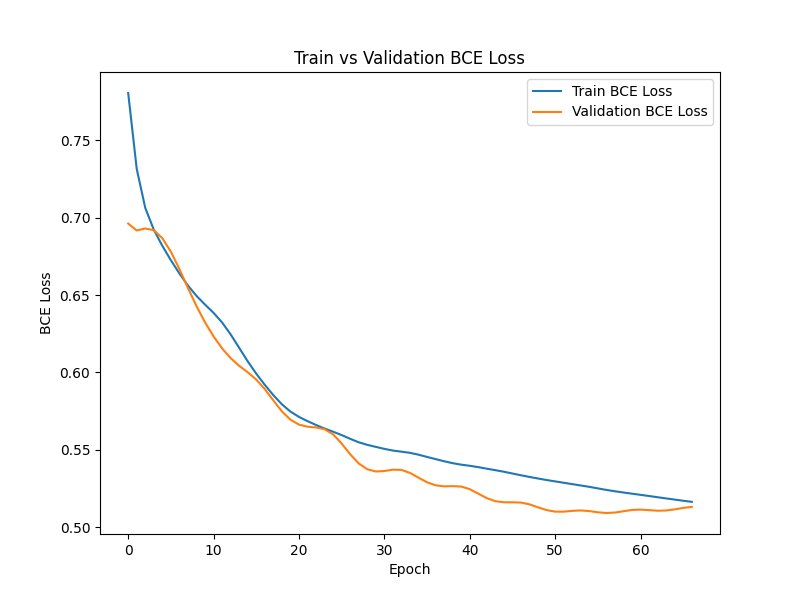 Train vs Validation BCE Loss
Train BCE Loss
Validation BCE Loss
BCE Loss
0.75
0.70
0.65
0.60
0.55
0.50
0 10 20 30 40 50 60
Epoch